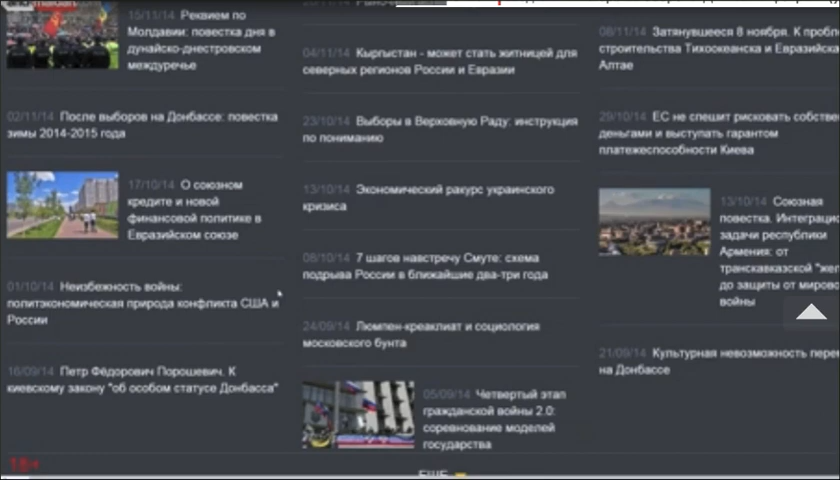 15/11/14 Реквием по
Молдавии: повестка дня в
дунайско-днестровском
междуречье
02/11/14 После выборов на Донбассе: повестка
зимы 2014-2015 года
17/10/14 О союзном
кредите и новой
финансовой политике в
Евразийском союзе
01/10/14 Неизбежность войны:
политэкономическая природа конфликта США и
России
16/09/14 Петр Фёдорович Порошевич. К
киевскому закону "об особом статусе Донбасса"
18+
04/11/14 Кыргыстан - может стать житницей для
северных регионов России и Евразии
23/10/14 Выборы в Верховную Раду: инструкция
по пониманию
13/10/14 Экономический ракурс украинского
кризиса
08/10/14 7 шагов навстречу Смуте: схема
подрыва России в ближайшие два-три года
24/09/14 Люмпен-креаклиат и социология
московского бунта
05/09/14 Четвертый этап
гражданской войны 2.0:
соревнование моделей
государства
ЕЩЕ
08/11/14 Затянувшееся 8 ноября. К пробл
строительства Тихоокеанска и Евразийска
Алтае
29/10/14 ЕС не спешит рисковать собстве
деньгами и выступать гарантом
платежеспособности Киева
13/10/14 Союзная
повестка. Интеграцио
задачи республики
Армения: от
транскавказской "жел
до защиты от мирово
войны
21/09/14 Культурная невозможность пере
на Донбассе